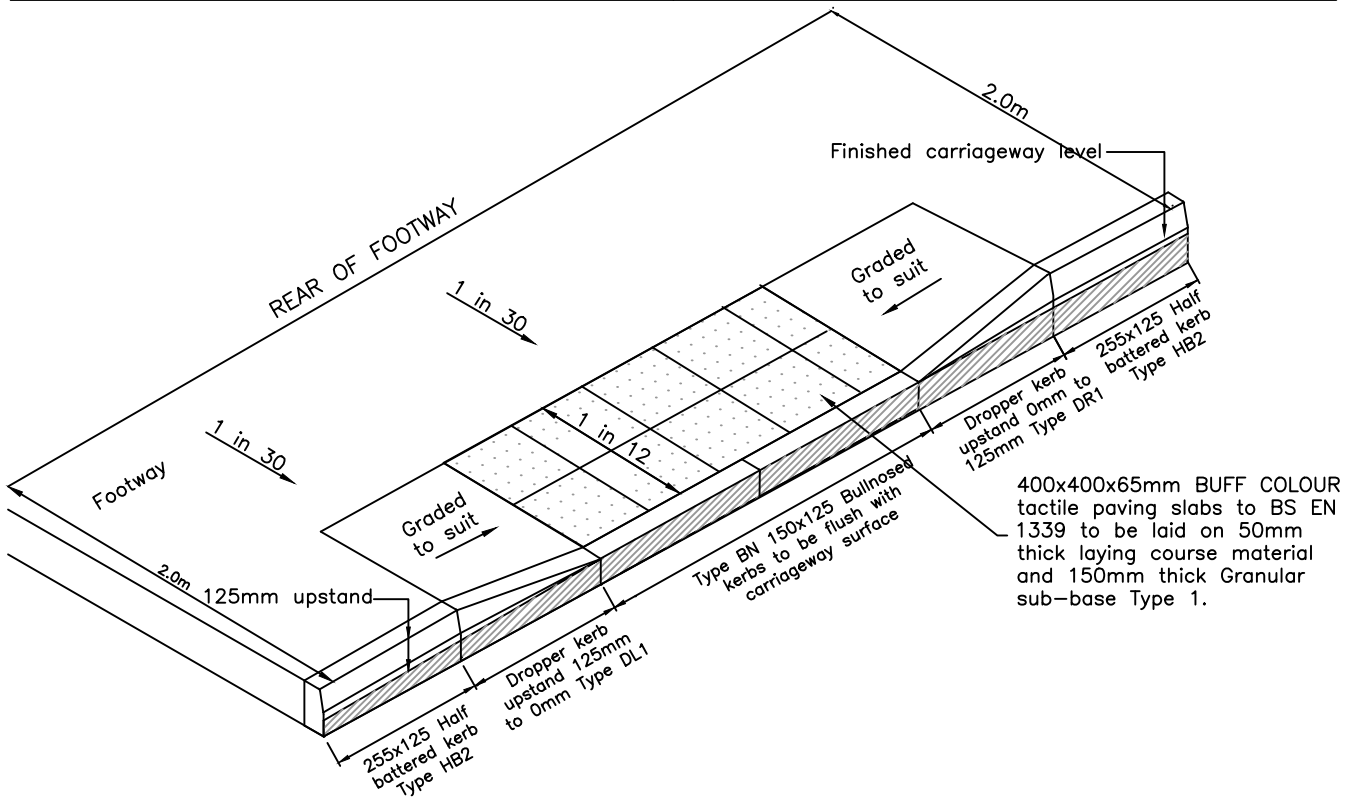 2.0m
Finished carriageway level
REAR OF FOOTWAY
Graded
to suit
1 in 30
255x125 Half
battered kerb
Type HB2
Dropper kerb
upstand 0mm to
125mm Type DR1
1 in 12
1 in 30
Footway
400x400x65mm BUFF COLOUR
tactile paving slabs to BS EN
1339 to be laid on 50mm
thick laying course material
and 150mm thick Granular
sub-base Type 1.
Graded
to suit
Type BN 150x125 Bullnosed
kerbs to be flush with
carriageway surface
2.0m
125mm upstand
Dropper kerb
upstand 125mm
to 0mm Type DL1
255x125 Half
battered kerb
Type HB2